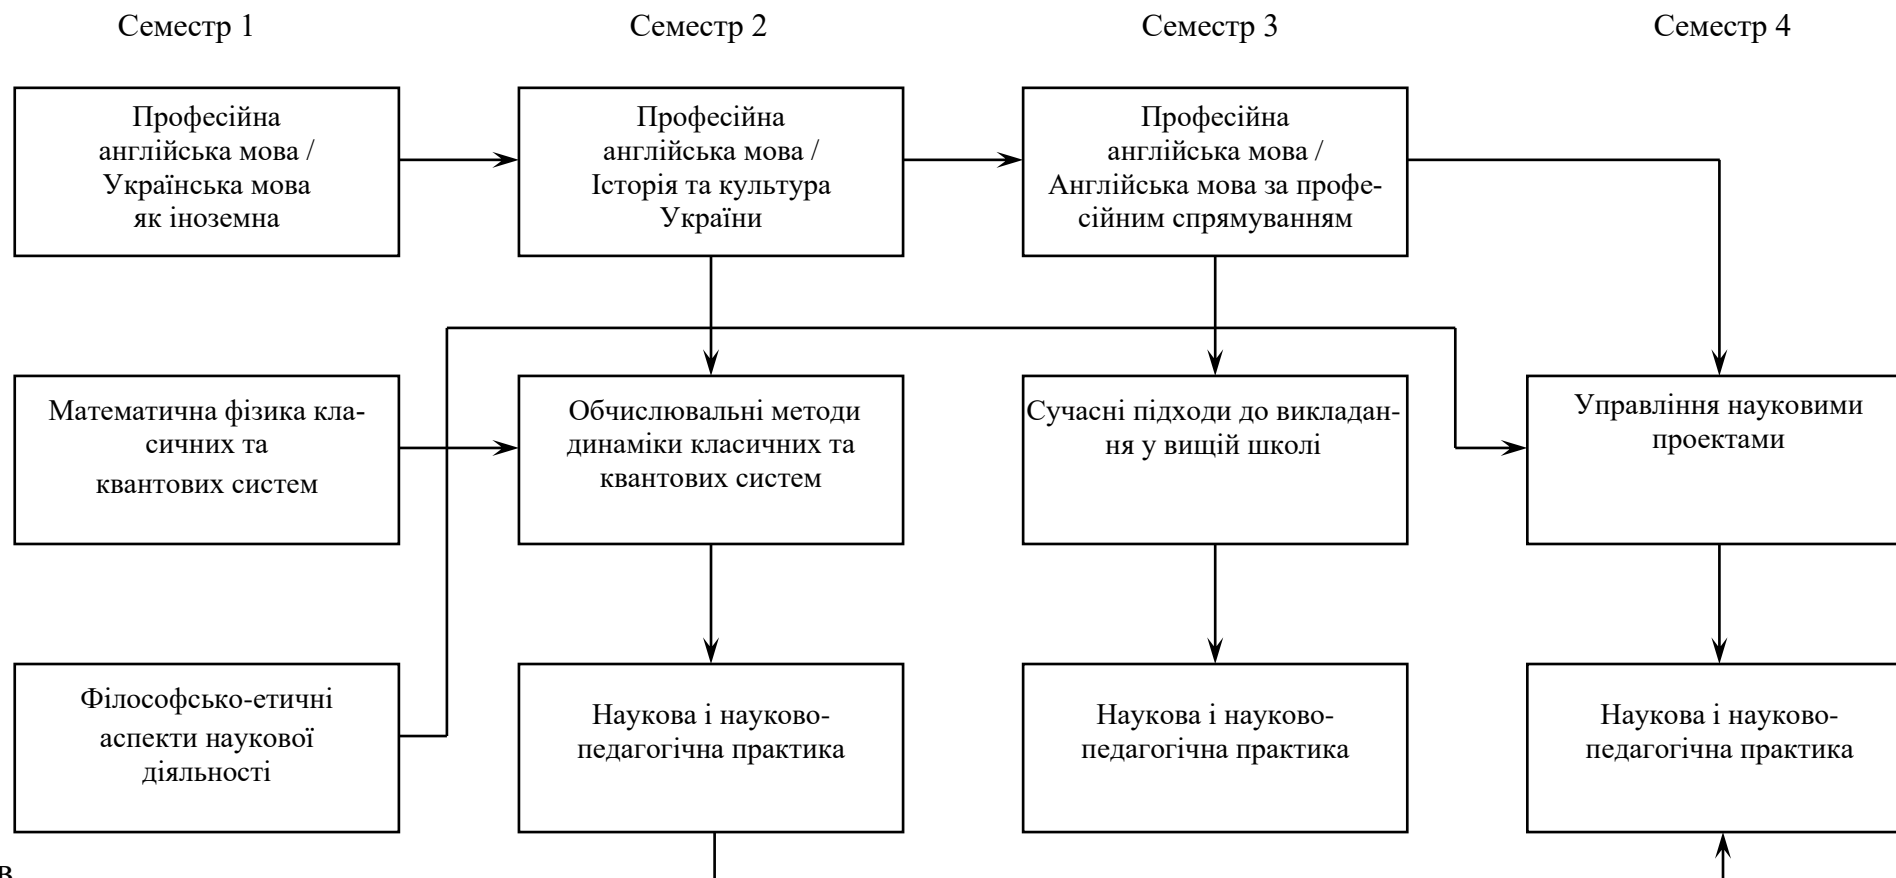 Семестр 1
Семестр 2
Семестр 3
Семестр 4
Професійна
англійська мова /
Українська мова
як іноземна
Професійна
англійська мова /
Історія та культура
України
Професійна
англійська мова /
Англійська мова за профе-
сійним спрямуванням
Математична фізика кла-
сичних та
квантових систем
Обчислювальні методи
динаміки класичних та
квантових систем
Сучасні підходи до викладан-
ня у вищій школі
Управління науковими
проектами
Філософсько-етичні
аспекти наукової
діяльності
Наукова і науково-
педагогічна практика
Наукова і науково-
педагогічна практика
Наукова і науково-
педагогічна практика
в